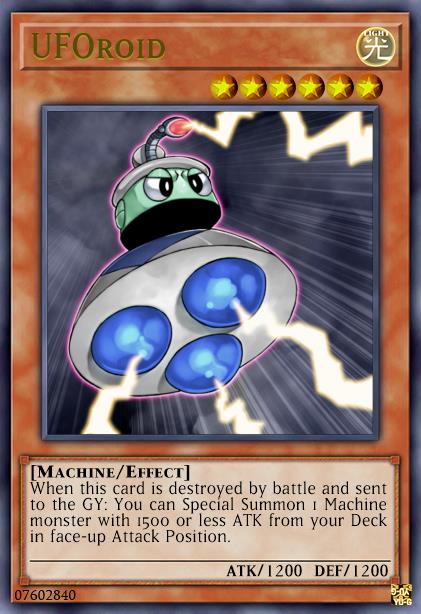 UFOROID
LIGHT
光
[MACHINE/EFFECT]
When this card is destroyed by battle and sent
to the GY: You can Special Summon 1 Machine
monster with 1500 or less ATK from your Deck
in face-up Attack Position.
ATK/1200 DEF/1200
07602840